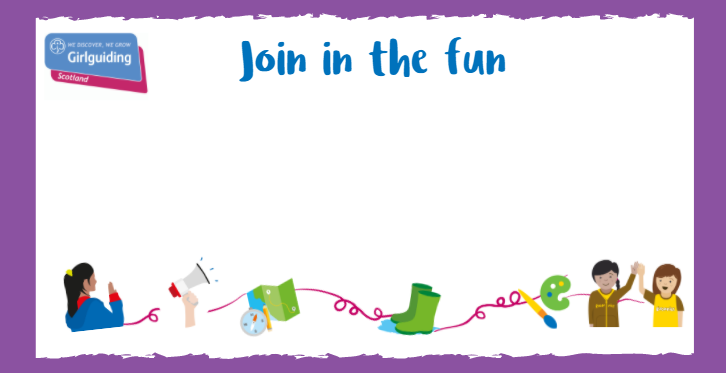 WE DISCOVER, WE GROW
Girlguiding
Scotland
Join in the fun